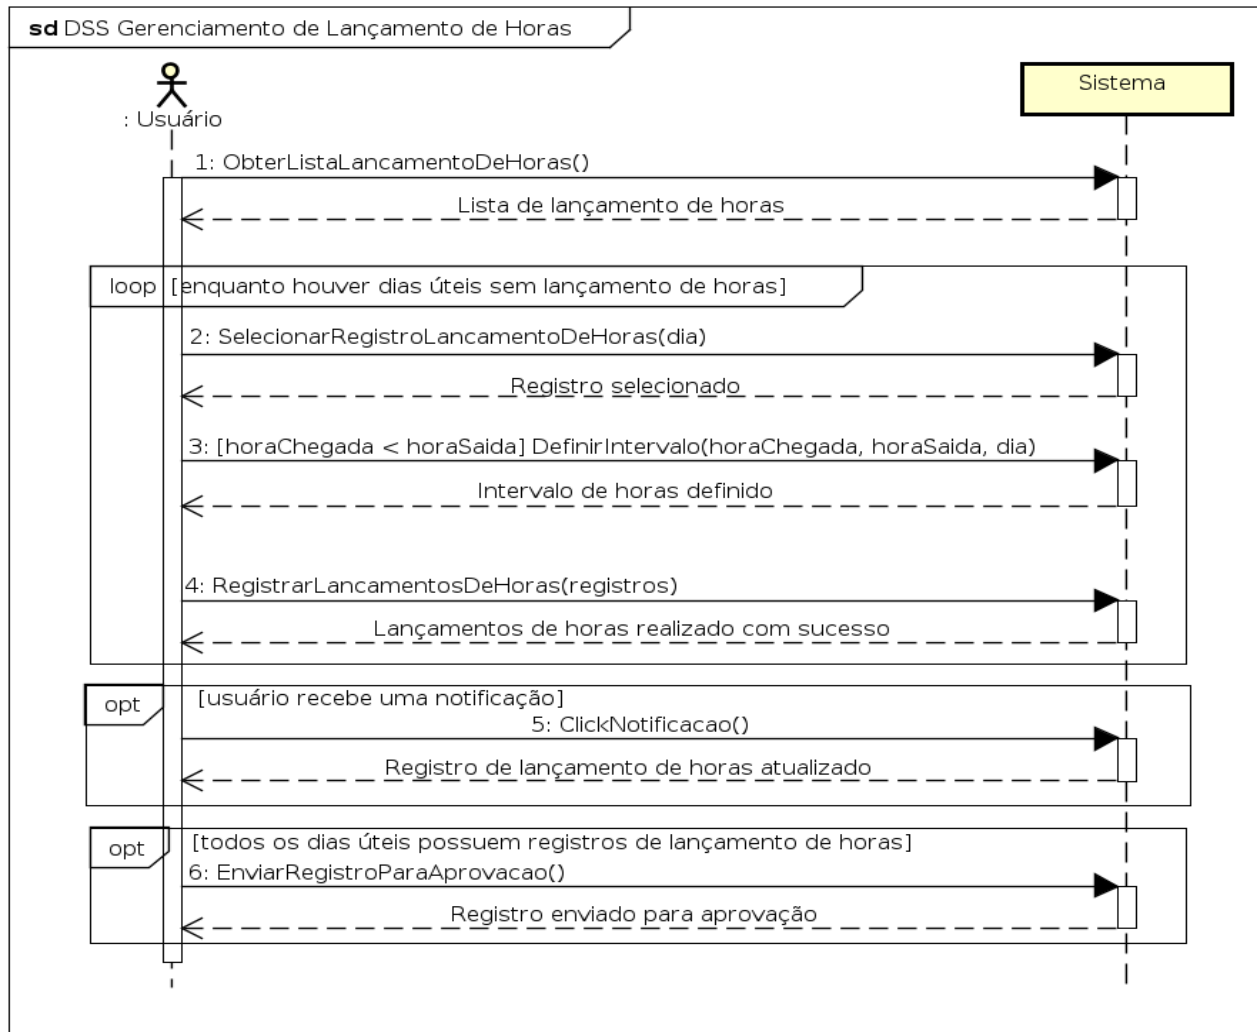 sd DSS Gerenciamento de Lançamento de Horas
: Usuário
Sistema
1: ObterListaLancamentoDeHoras()
Lista de lançamento de horas
loop [enquanto houver dias úteis sem lançamento de horas]
2: SelecionarRegistroLancamentoDeHoras(dia)
Registro selecionado
3: [horaChegada < horaSaida] DefinirIntervalo(horaChegada, horaSaida, dia)
Intervalo de horas definido
4: RegistrarLancamentosDeHoras(registros)
Lançamentos de horas realizado com sucesso
opt [usuário recebe uma notificação]
5: ClickNotificacao()
Registro de lançamento de horas atualizado
opt [todos os dias úteis possuem registros de lançamento de horas]
6: EnviarRegistroParaAprovacao()
Registro enviado para aprovação